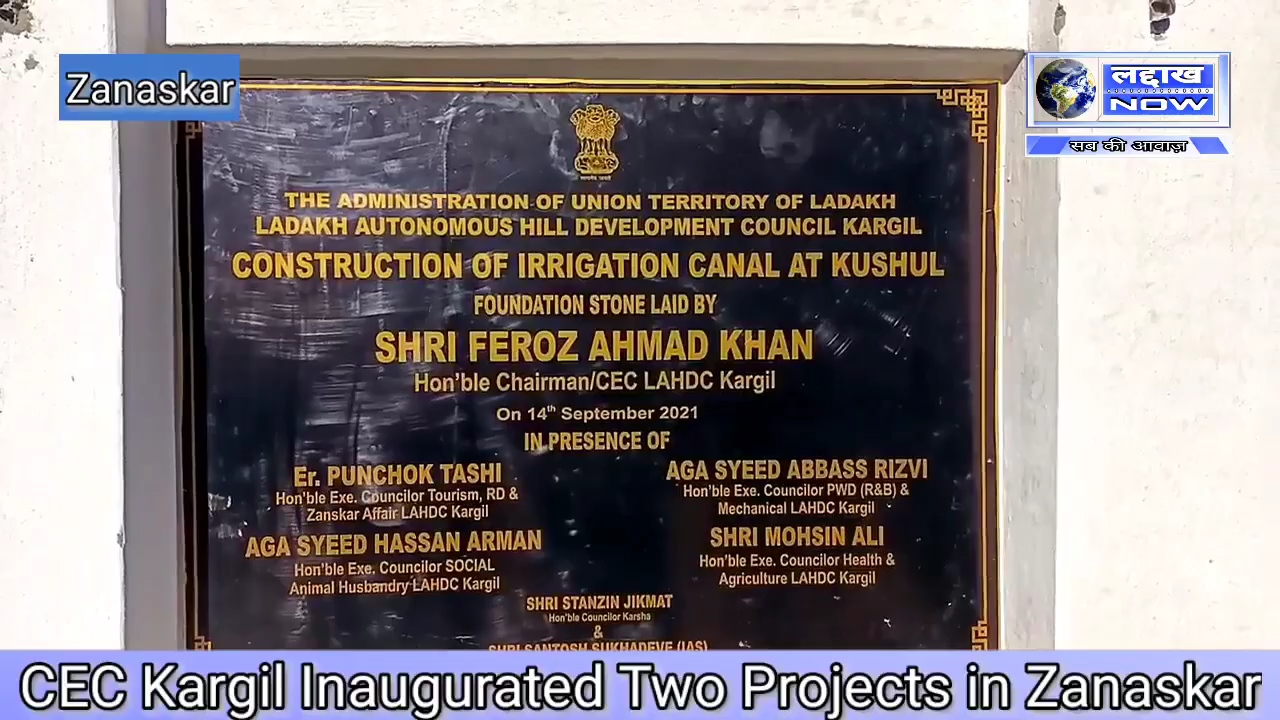 Zanaskar
लद्दाख
NOW
सब की आवाज़
THE ADMINISTRATION OF UNION TERRITORY OF LADAKH
LADAKH AUTONOMOUS HILL DEVELOPMENT COUNCIL KARGIL
CONSTRUCTION OF IRRIGATION CANAL AT KUSHUL
FOUNDATION STONE LAID BY
SHRI FEROZ AHMAD KHAN
Hon'ble Chairman/CEC LAHDC Kargil
On 14th September 2021
IN PRESENCE OF
Er. PUNCHOK TASHI
Hon'ble Exe. Councilor Tourism, RD &
Zanskar Affair LAHDC Kargil
AGA SYEED ABBASS RIZVI
Hon'ble Exe. Councilor PWD (R&B) &
Mechanical LAHDC Kargil
AGA SYEED HASSAN ARMAN
Hon'ble Exe. Councilor SOCIAL
Animal Husbandry LAHDC Kargil
SHRI MOHSIN ALI
Hon'ble Exe. Councilor Health &
Agriculture LAHDC Kargil
SHRI STANZIN JIKMAT
Hon'ble Councilor Karsha
&
SHRI SANTOSH SUKHADEVE (IAS)
CEC Kargil Inaugurated Two Projects in Zanaskar